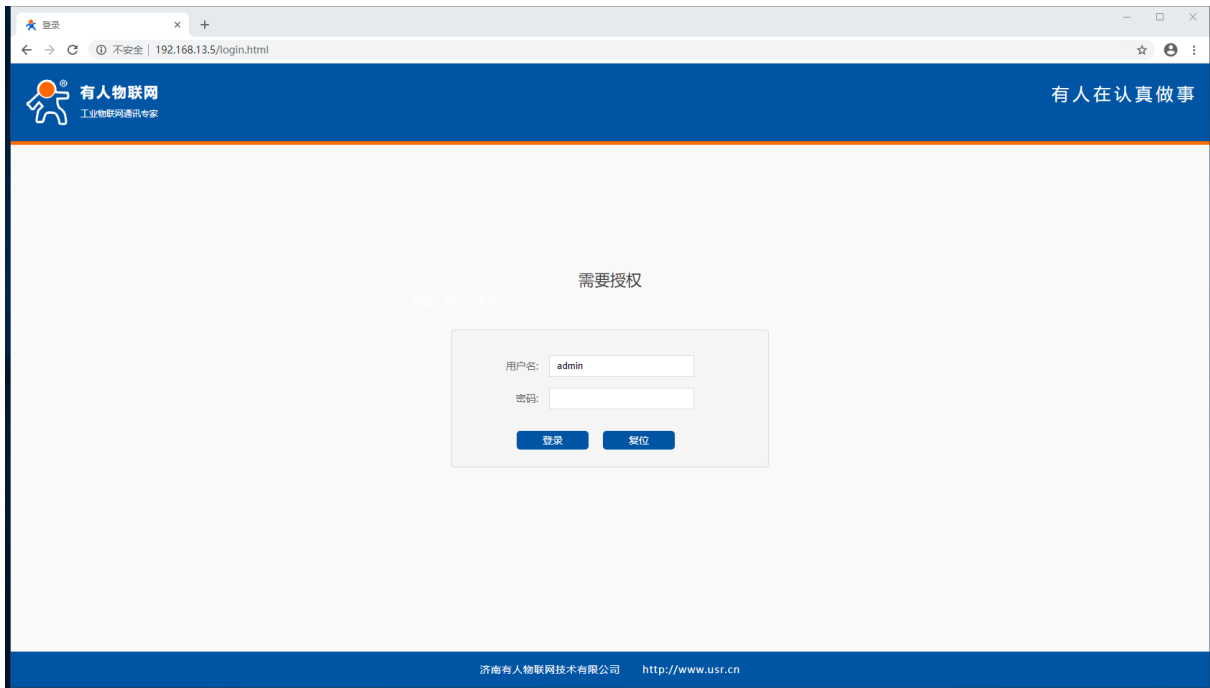 登录
不安全 | 192.168.13.5/login.html
有人物联网
工业物联网通讯专家
有人在认真做事
需要授权
用户名: admin
密码:
登录 复位
济南有人物联网技术有限公司 http://www.usr.cn